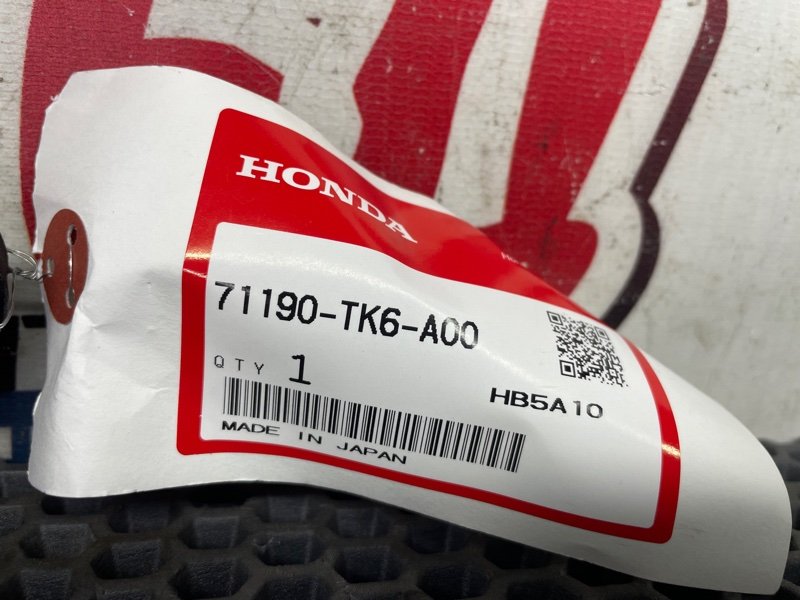 HONDA
71190-TK6-A00
QTY 1
HB5A10
MADE IN JAPAN